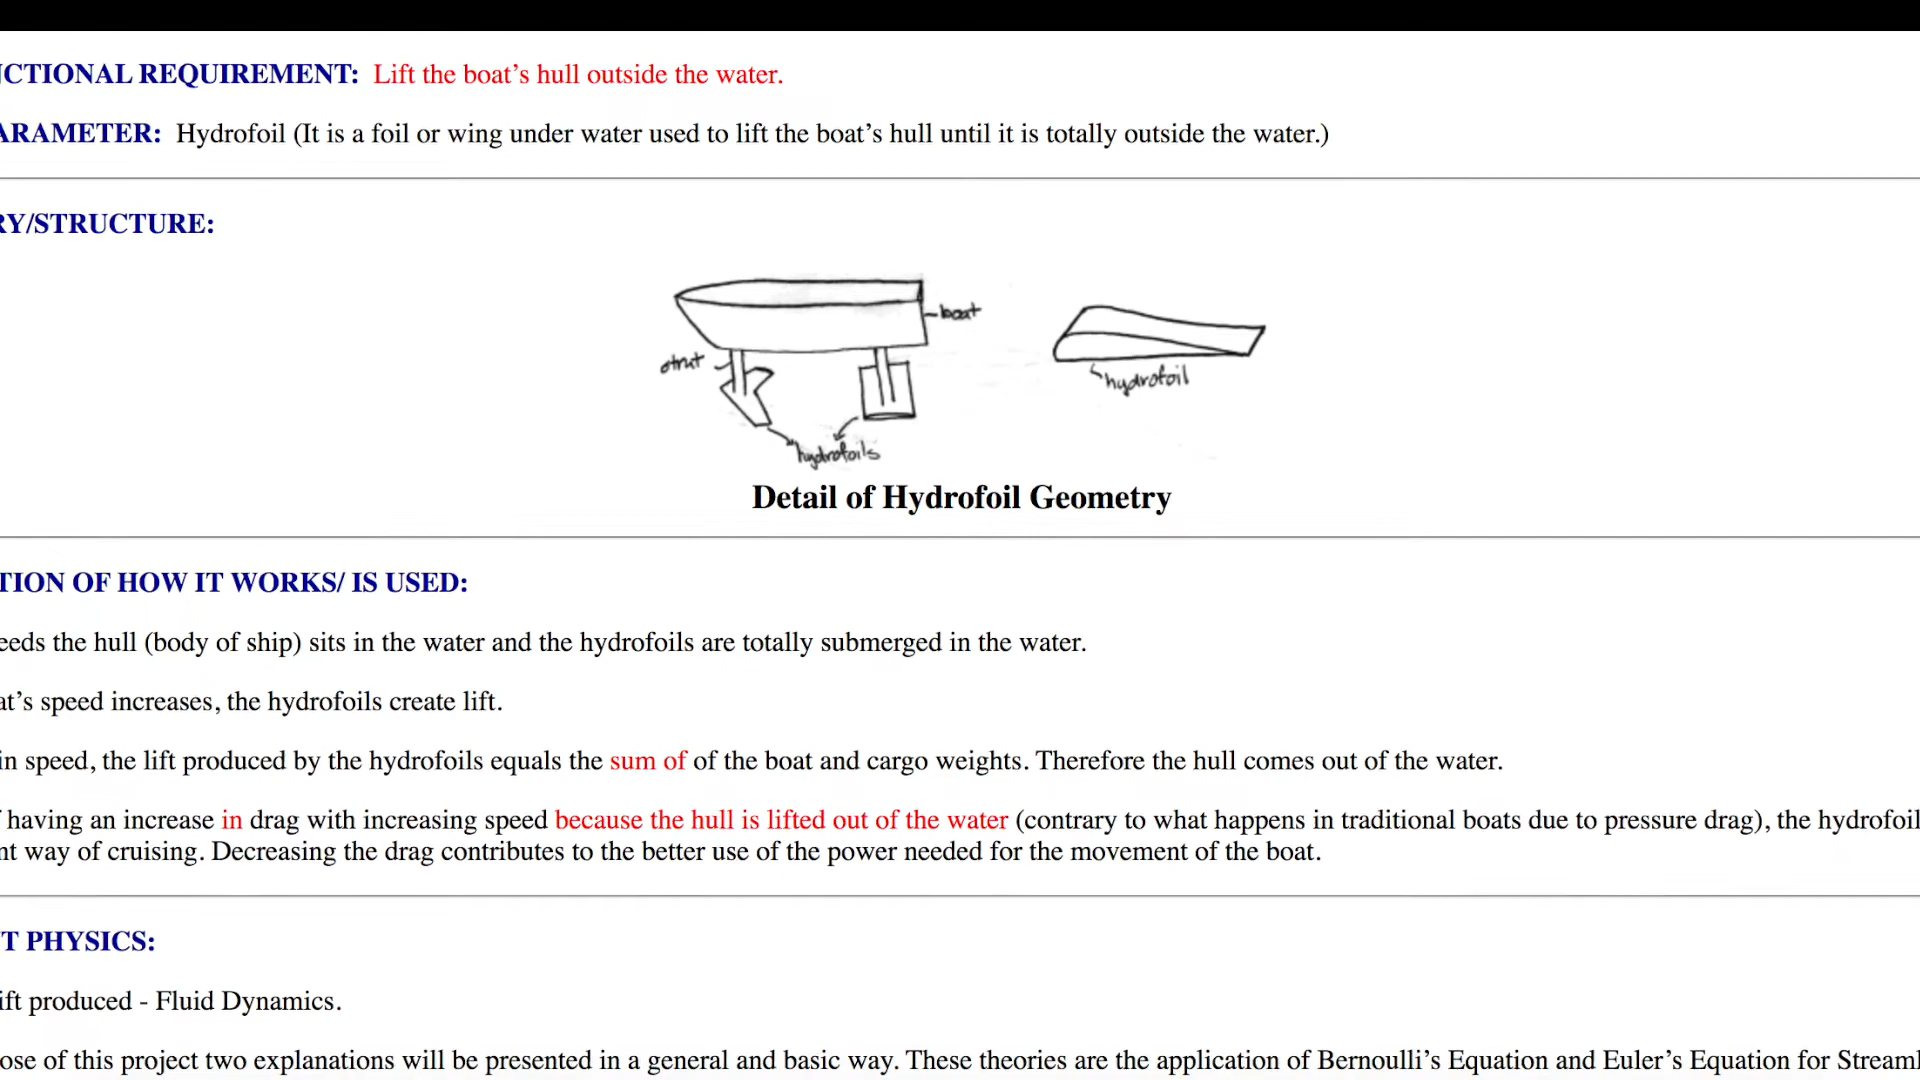 NCTIONAL REQUIREMENT: Lift the boat’s hull outside the water.
ARAMETER: Hydrofoil (It is a foil or wing under water used to lift the boat’s hull until it is totally outside the water.)
RY/STRUCTURE:
boat
strut
hydrofoil
hydrofoils
Detail of Hydrofoil Geometry
TION OF HOW IT WORKS/ IS USED:
eeds the hull (body of ship) sits in the water and the hydrofoils are totally submerged in the water.
at’s speed increases, the hydrofoils create lift.
in speed, the lift produced by the hydrofoils equals the sum of of the boat and cargo weights. Therefore the hull comes out of the water.
having an increase in drag with increasing speed because the hull is lifted out of the water (contrary to what happens in traditional boats due to pressure drag), the hydrofoil
nt way of cruising. Decreasing the drag contributes to the better use of the power needed for the movement of the boat.
T PHYSICS:
ift produced - Fluid Dynamics.
ose of this project two explanations will be presented in a general and basic way. These theories are the application of Bernoulli’s Equation and Euler’s Equation for Streaml